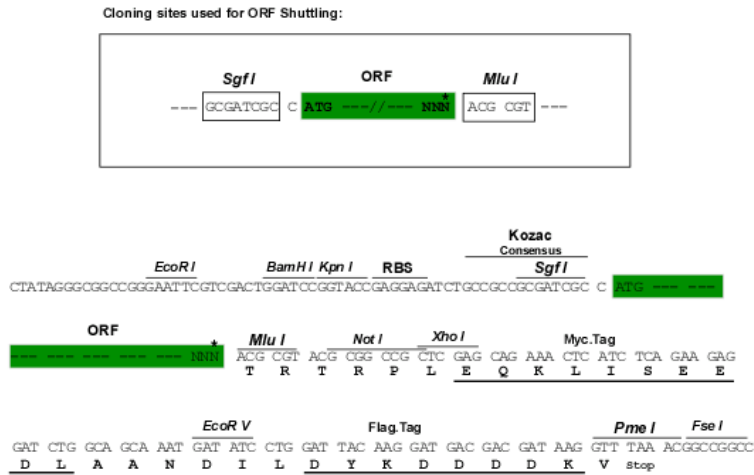 Cloning sites used for ORF Shuttling:
Sgf I ORF Mlu I
--- GCGATCGC C ATG ---//--- NNN* ACG CGT ---
Kozac
Consensus
EcoR I BamH I Kpn I RBS Sgf I
CTATAGGGCGGCCGGGAATTCGTCGACTGGATCCGGTACCGAGGAGATCTGCCGCCGCGATCGC C ATG --- ---
ORF Mlu I Not I Xho I Myc.Tag
--- --- --- --- --- NNN* ACG CGT ACG CGG CCG CTC GAG CAG AAA CTC ATC TCA GAA GAG
T R T R P L E Q K L I S E E
EcoR V Flag.Tag Pme I Fse I
GAT CTG GCA GCA AAT GAT ATC CTG GAT TAC AAG GAT GAC GAC GAT AAG GTT TAA ACGGCCGGCC
D L A A N D I L D Y K D D D D K V Stop